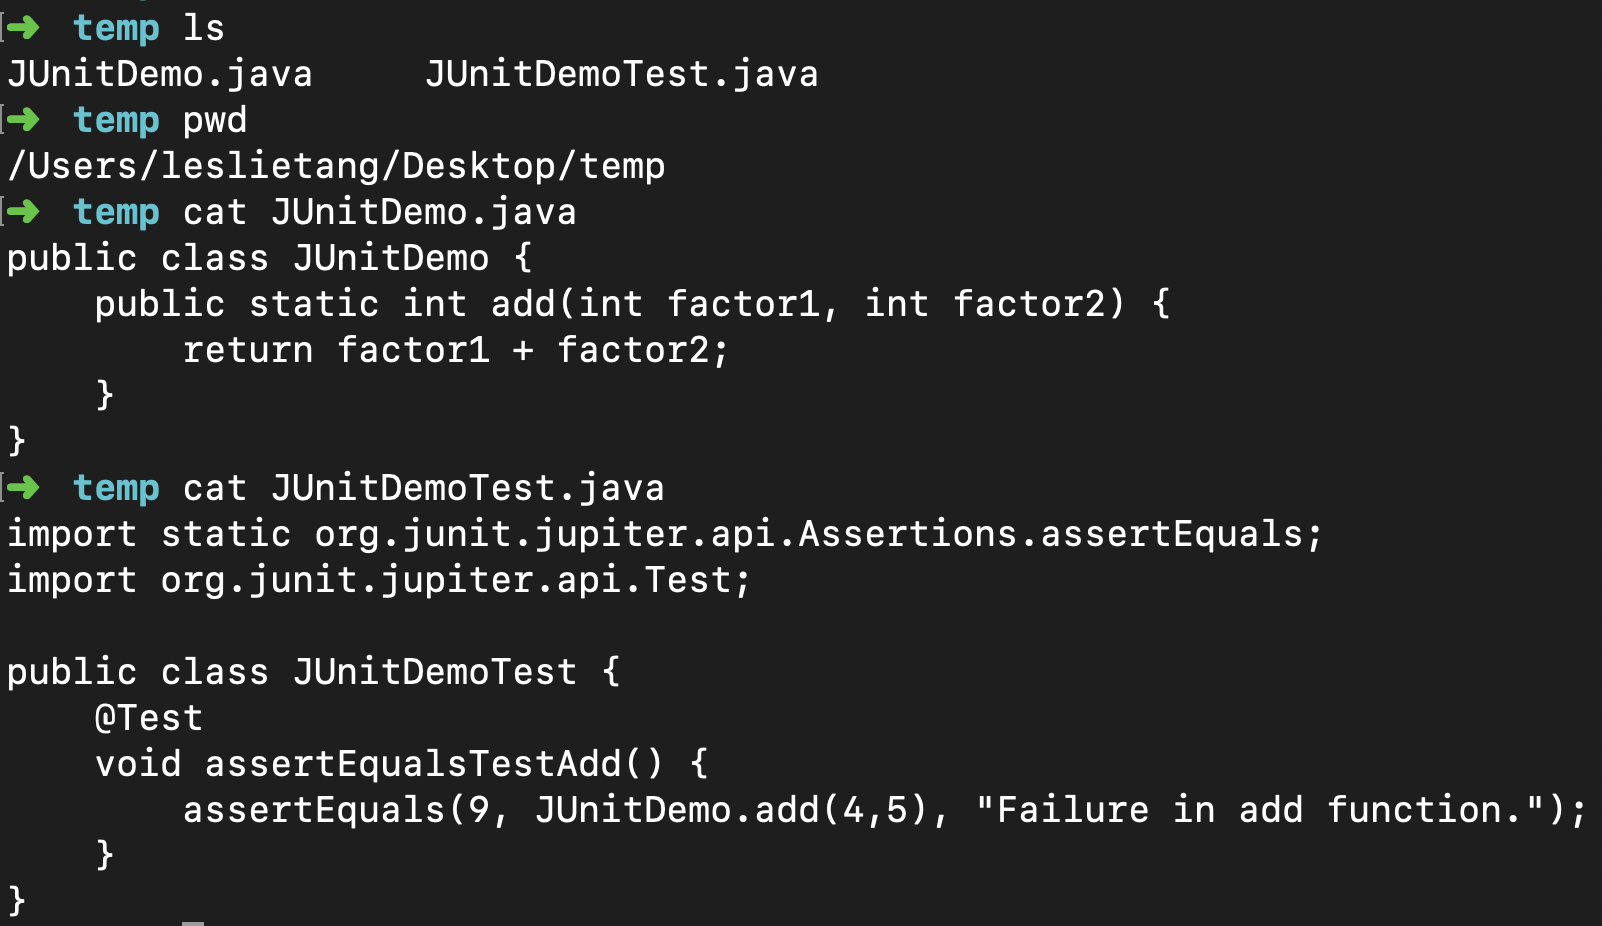 ➜  temp ls
JUnitDemo.java     JUnitDemoTest.java
➜  temp pwd
/Users/leslietang/Desktop/temp
➜  temp cat JUnitDemo.java
public class JUnitDemo {
    public static int add(int factor1, int factor2) {
        return factor1 + factor2;
    }
}
➜  temp cat JUnitDemoTest.java
import static org.junit.jupiter.api.Assertions.assertEquals;
import org.junit.jupiter.api.Test;

public class JUnitDemoTest {
    @Test
    void assertEqualsTestAdd() {
        assertEquals(9, JUnitDemo.add(4,5), "Failure in add function.");
    }
}